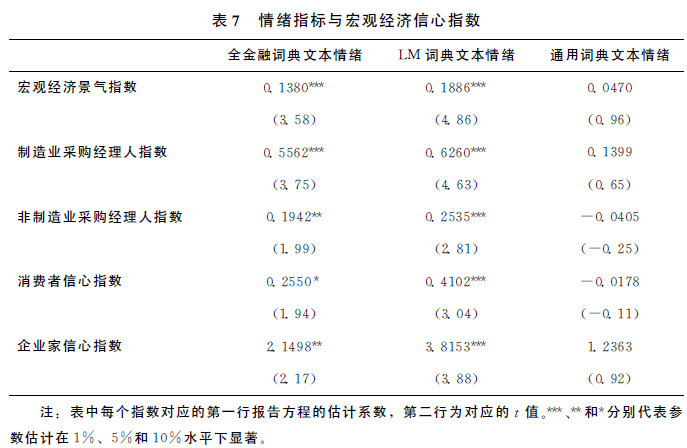 表 7 情绪指标与宏观经济信心指数
全金融词典文本情绪 LM 词典文本情绪 通用词典文本情绪
宏观经济景气指数 0.1380*** 0.1886*** 0.0470
(3.58) (4.86) (0.96)
制造业采购经理人指数 0.5562*** 0.6260*** 0.1399
(3.75) (4.63) (0.65)
非制造业采购经理人指数 0.1942** 0.2535*** −0.0405
(1.99) (2.81) (−0.25)
消费者信心指数 0.2550* 0.4102*** −0.0178
(1.94) (3.04) (−0.11)
企业家信心指数 2.1498** 3.8153*** 1.2363
(2.17) (3.88) (0.92)
注：表中每个指数对应的第一行报告方程的估计系数，第二行为对应的 t 值。***、**和*分别代表参
数估计在1%、5%和10%水平下显著。